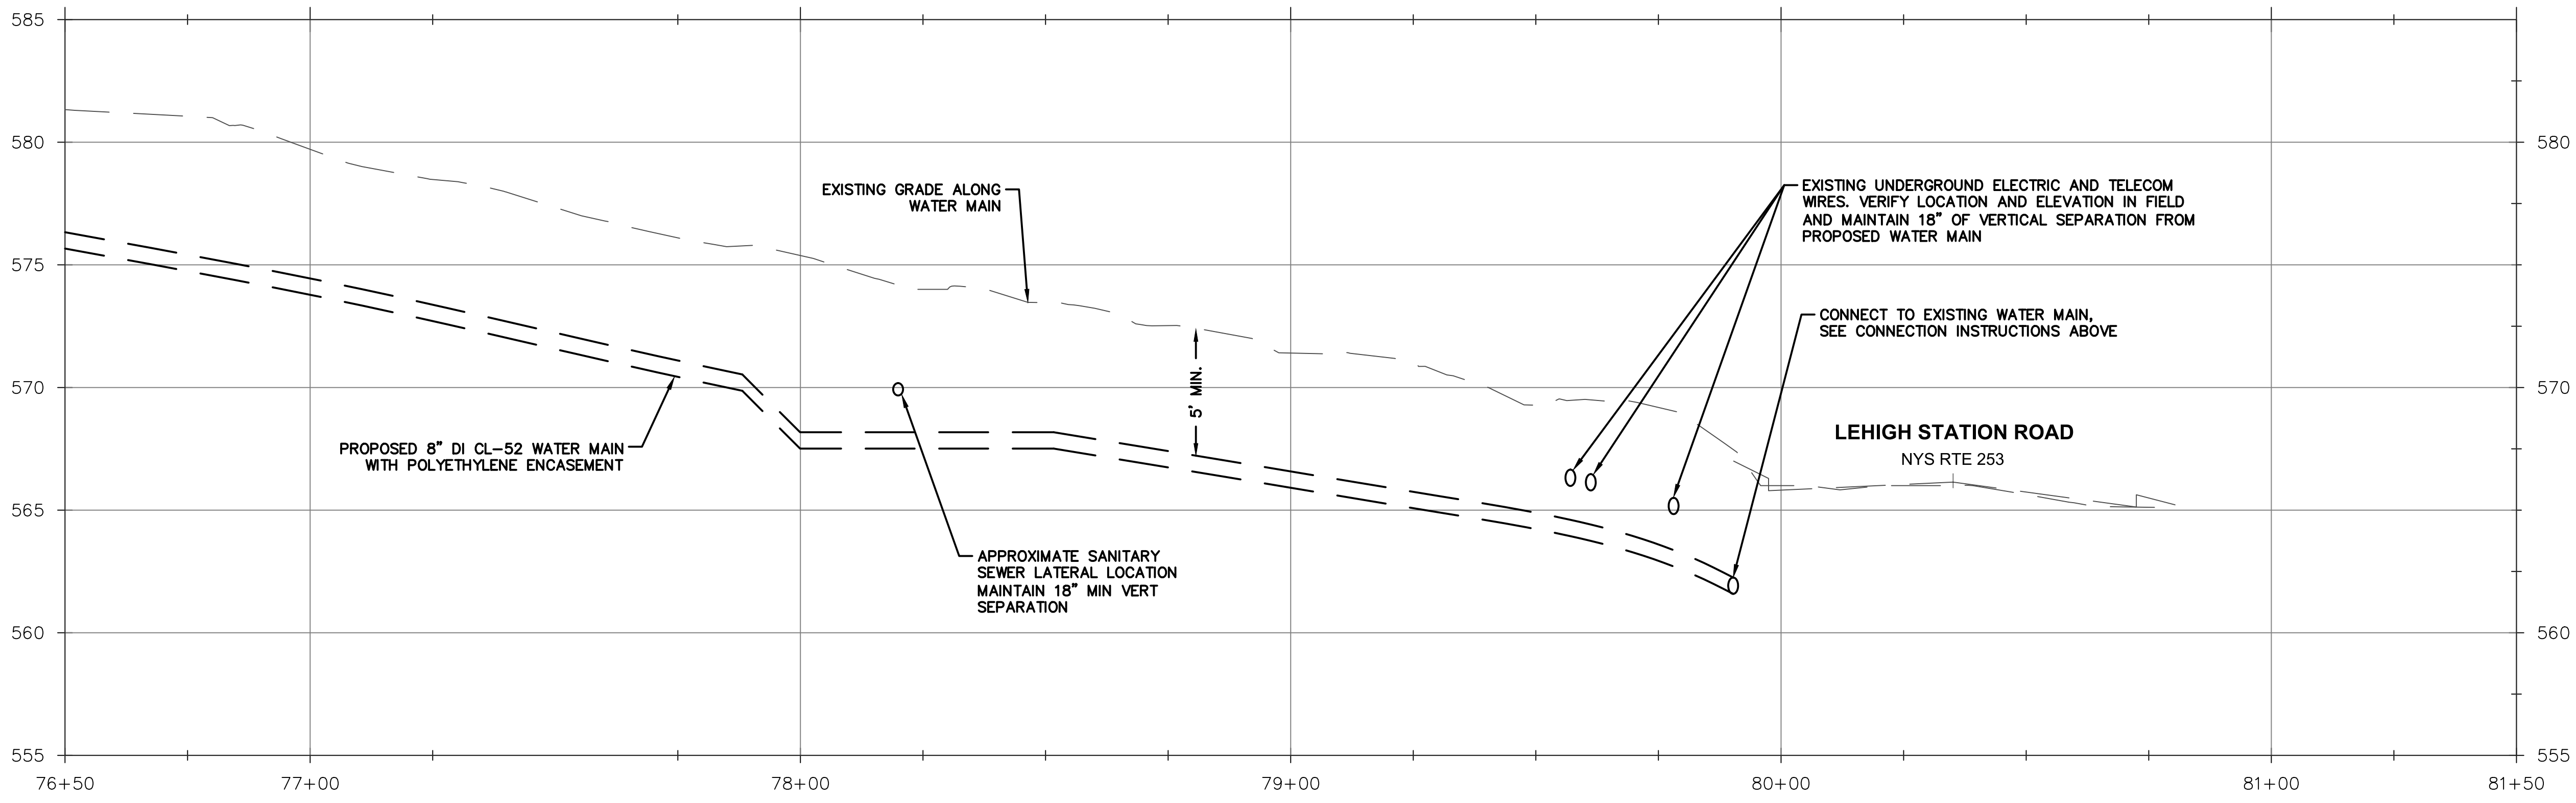 585
580
575
570
565
560
555
EXISTING GRADE ALONG
WATER MAIN
EXISTING UNDERGROUND ELECTRIC AND TELECOM
WIRES. VERIFY LOCATION AND ELEVATION IN FIELD
AND MAINTAIN 18" OF VERTICAL SEPARATION FROM
PROPOSED WATER MAIN
CONNECT TO EXISTING WATER MAIN,
SEE CONNECTION INSTRUCTIONS ABOVE
5' MIN.
LEHIGH STATION ROAD
NYS RTE 253
PROPOSED 8" DI CL-52 WATER MAIN
WITH POLYETHYLENE ENCASEMENT
APPROXIMATE SANITARY
SEWER LATERAL LOCATION
MAINTAIN 18" MIN VERT
SEPARATION
580
570
560
555
76+50 77+00 78+00 79+00 80+00 81+00 81+50